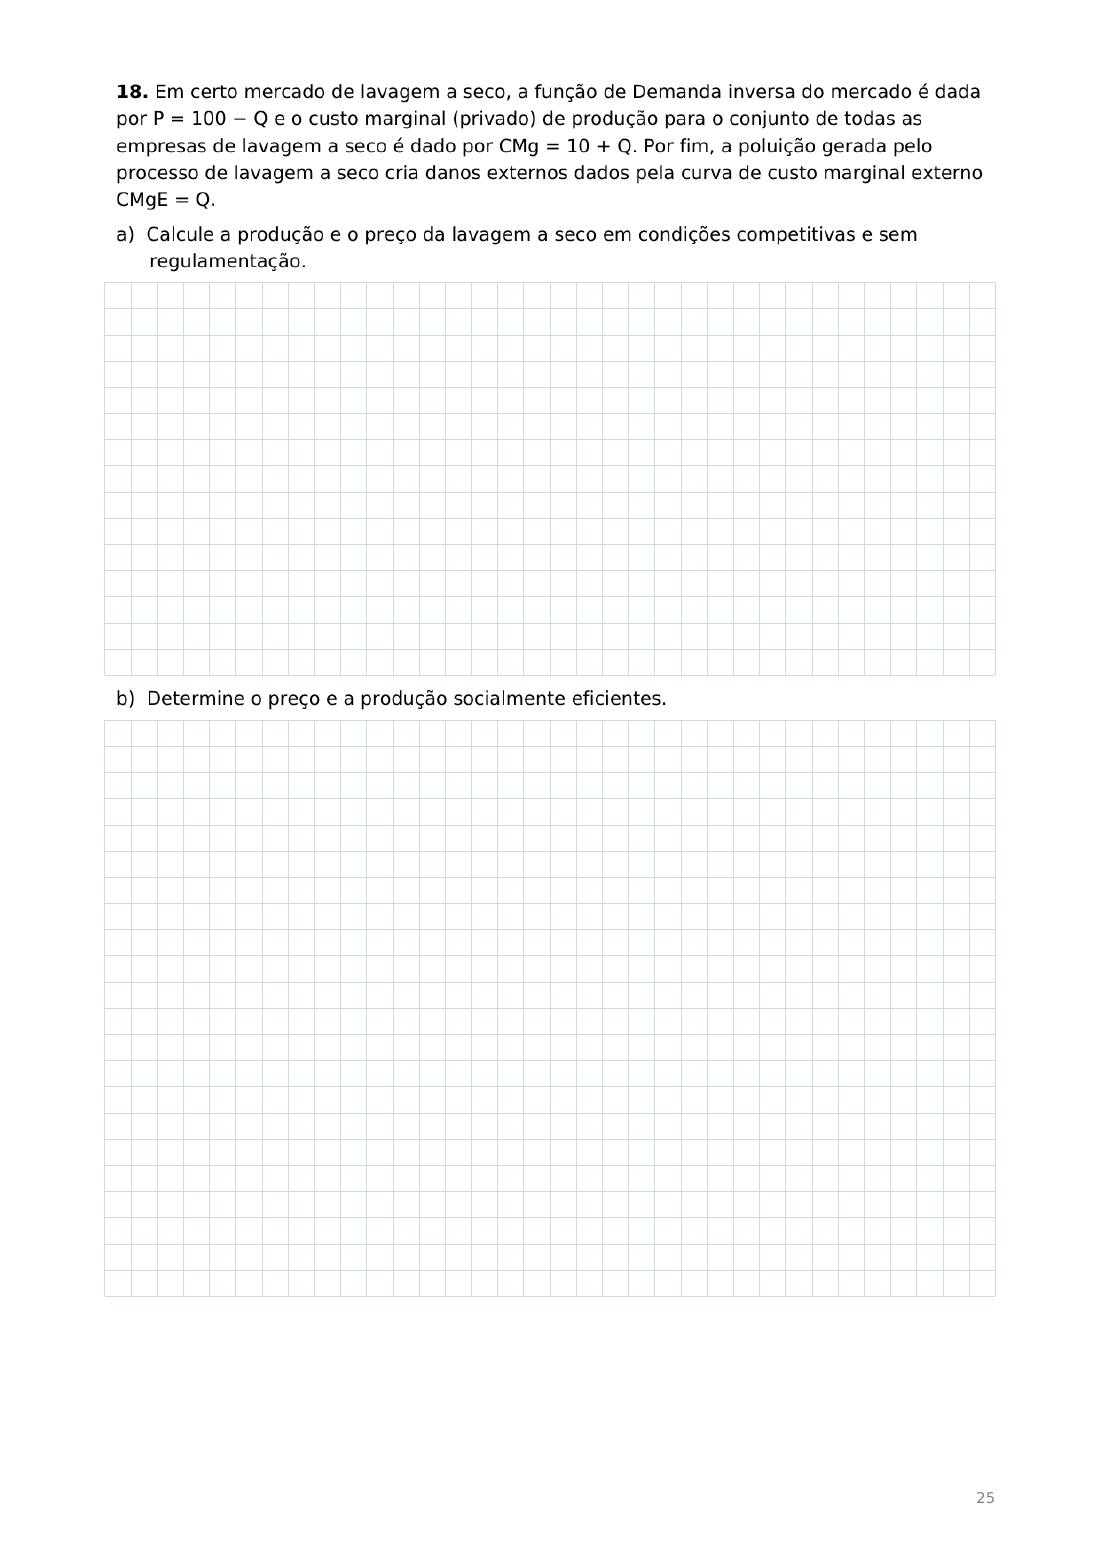 18. Em certo mercado de lavagem a seco, a função de Demanda inversa do mercado é dada
por P = 100 − Q e o custo marginal (privado) de produção para o conjunto de todas as
empresas de lavagem a seco é dado por CMg = 10 + Q. Por fim, a poluição gerada pelo
processo de lavagem a seco cria danos externos dados pela curva de custo marginal externo
CMgE = Q.
a) Calcule a produção e o preço da lavagem a seco em condições competitivas e sem
regulamentação.
b) Determine o preço e a produção socialmente eficientes.
25